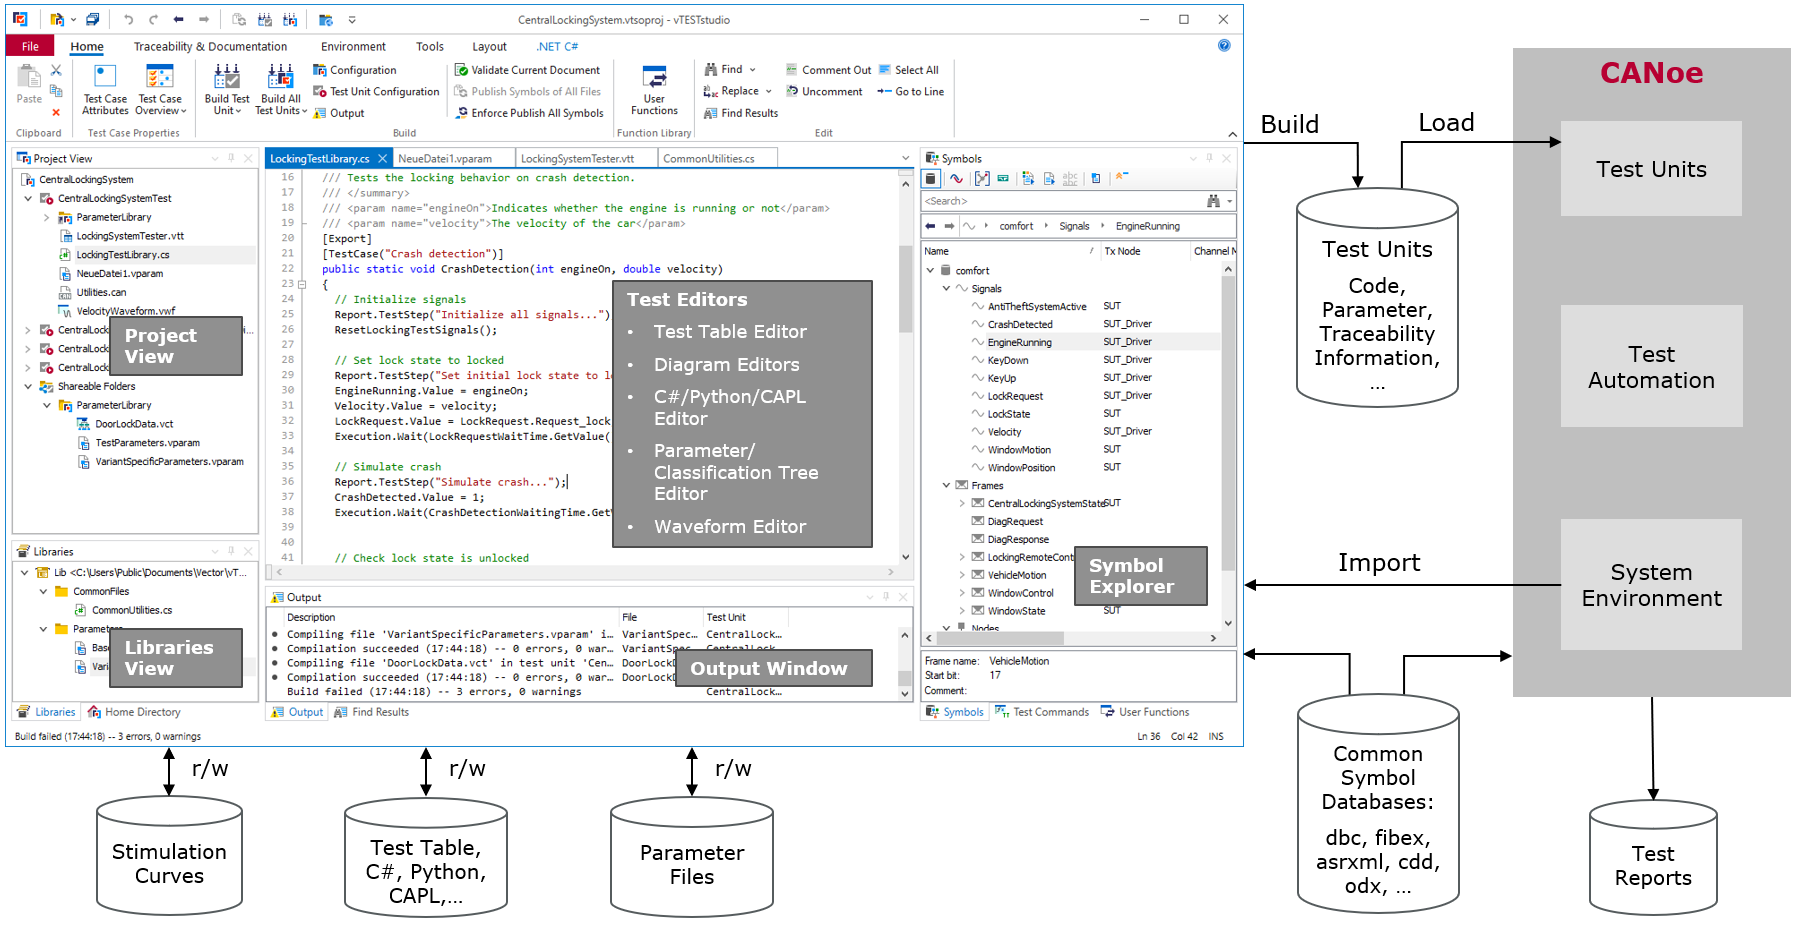 CentralLockingSystem.vtsoproj - vTESTstudio
File
Home
Traceability & Documentation
Environment
Tools
Layout
.NET C#
Paste
Clipboard
Test Case
Attributes
Test Case
Overview
Test Case Properties
Build Test
Unit
Build All
Test Units
Configuration
Test Unit Configuration
Output
Validate Current Document
Publish Symbols of All Files
Enforce Publish All Symbols
Build
User
Functions
Function Library
Find
Replace
Find Results
Comment Out
Uncomment
Select All
Go to Line
Edit
Project View
CentralLockingSystem
CentralLockingSystemTest
ParameterLibrary
LockingSystemTester.vtt
LockingTestLibrary.cs
NeueDatei1.vparam
Utilities.can
VelocityWaveform.vwf
CentralLock
CentralLock
CentralLock
Shareable Folders
ParameterLibrary
DoorLockData.vct
TestParameters.vparam
VariantSpecificParameters.vparam
Project
View
Libraries
Lib <C:\Users\Public\Documents\Vector\vT...
CommonFiles
CommonUtilities.cs
Parameters
Bas
Vari
Libraries
View
Libraries
Home Directory
LockingTestLibrary.cs
NeueDatei1.vparam
LockingSystemTester.vtt
CommonUtilities.cs
16 /// Tests the locking behavior on crash detection.
17 /// </summary>
18 /// <param name="engineOn">Indicates whether the engine is running or not</param>
19 /// <param name="velocity">The velocity of the car</param>
20 [Export]
21 [TestCase("Crash detection")]
22 public static void CrashDetection(int engineOn, double velocity)
23 {
24 // Initialize signals
25 Report.TestStep("Initialize all signals...")
26 ResetLockingTestSignals();
27
28 // Set lock state to locked
29 Report.TestStep("Set initial lock state to lo
30 EngineRunning.Value = engineOn;
31 Velocity.Value = velocity;
32 LockRequest.Value = LockRequest.Request_lock
33 Execution.Wait(LockRequestWaitTime.GetValue(
34
35 // Simulate crash
36 Report.TestStep("Simulate crash...");
37 CrashDetected.Value = 1;
38 Execution.Wait(CrashDetectionWaitingTime.GetV
39
40
41 // Check lock state is unlocked
Test Editors
• Test Table Editor
• Diagram Editors
• C#/Python/CAPL
Editor
• Parameter/
Classification Tree
Editor
• Waveform Editor
Output
Description File Test Unit
Compiling file 'VariantSpecificParameters.vparam' i... VariantSpec... CentralLock...
Compilation succeeded (17:44:18) -- 0 errors, 0 war... VariantSpec... CentralLock...
Compiling file 'DoorLockData.vct' in test unit 'Cen... DoorLockD
Compilation succeeded (17:44:18) -- 0 errors, 0 war... DoorLockD
Build failed (17:44:18) -- 3 errors, 0 warnings CentralLock...
Output Window
Output
Find Results
Symbols
<Search>
comfort
Signals
EngineRunning
Name / Tx Node Channel M
comfort
Signals
AntiTheftSystemActive SUT
CrashDetected SUT_Driver
EngineRunning SUT_Driver
KeyDown SUT_Driver
KeyUp SUT_Driver
LockRequest SUT_Driver
LockState SUT
Velocity SUT_Driver
WindowMotion SUT
WindowPosition SUT
Frames
CentralLockingSystemState SUT
DiagRequest
DiagResponse
LockingRemoteCont
VehicleMotion
WindowControl
WindowState SUT
Nodes
Symbol
Explorer
Frame name: VehicleMotion
Start bit: 17
Comment:
Symbols
Test Commands
User Functions
Build failed (17:44:18) -- 3 errors, 0 warnings
Ln 36 Col 42 INS
r/w
r/w
r/w
Stimulation
Curves
Test Table,
C#, Python,
CAPL,...
Parameter
Files
Build
Load
Test Units
Code,
Parameter,
Traceability
Information,
...
Import
Common
Symbol
Databases:
dbc, fibex,
asrxml, cdd,
odx, ...
CANoe
Test Units
Test
Automation
System
Environment
Test
Reports